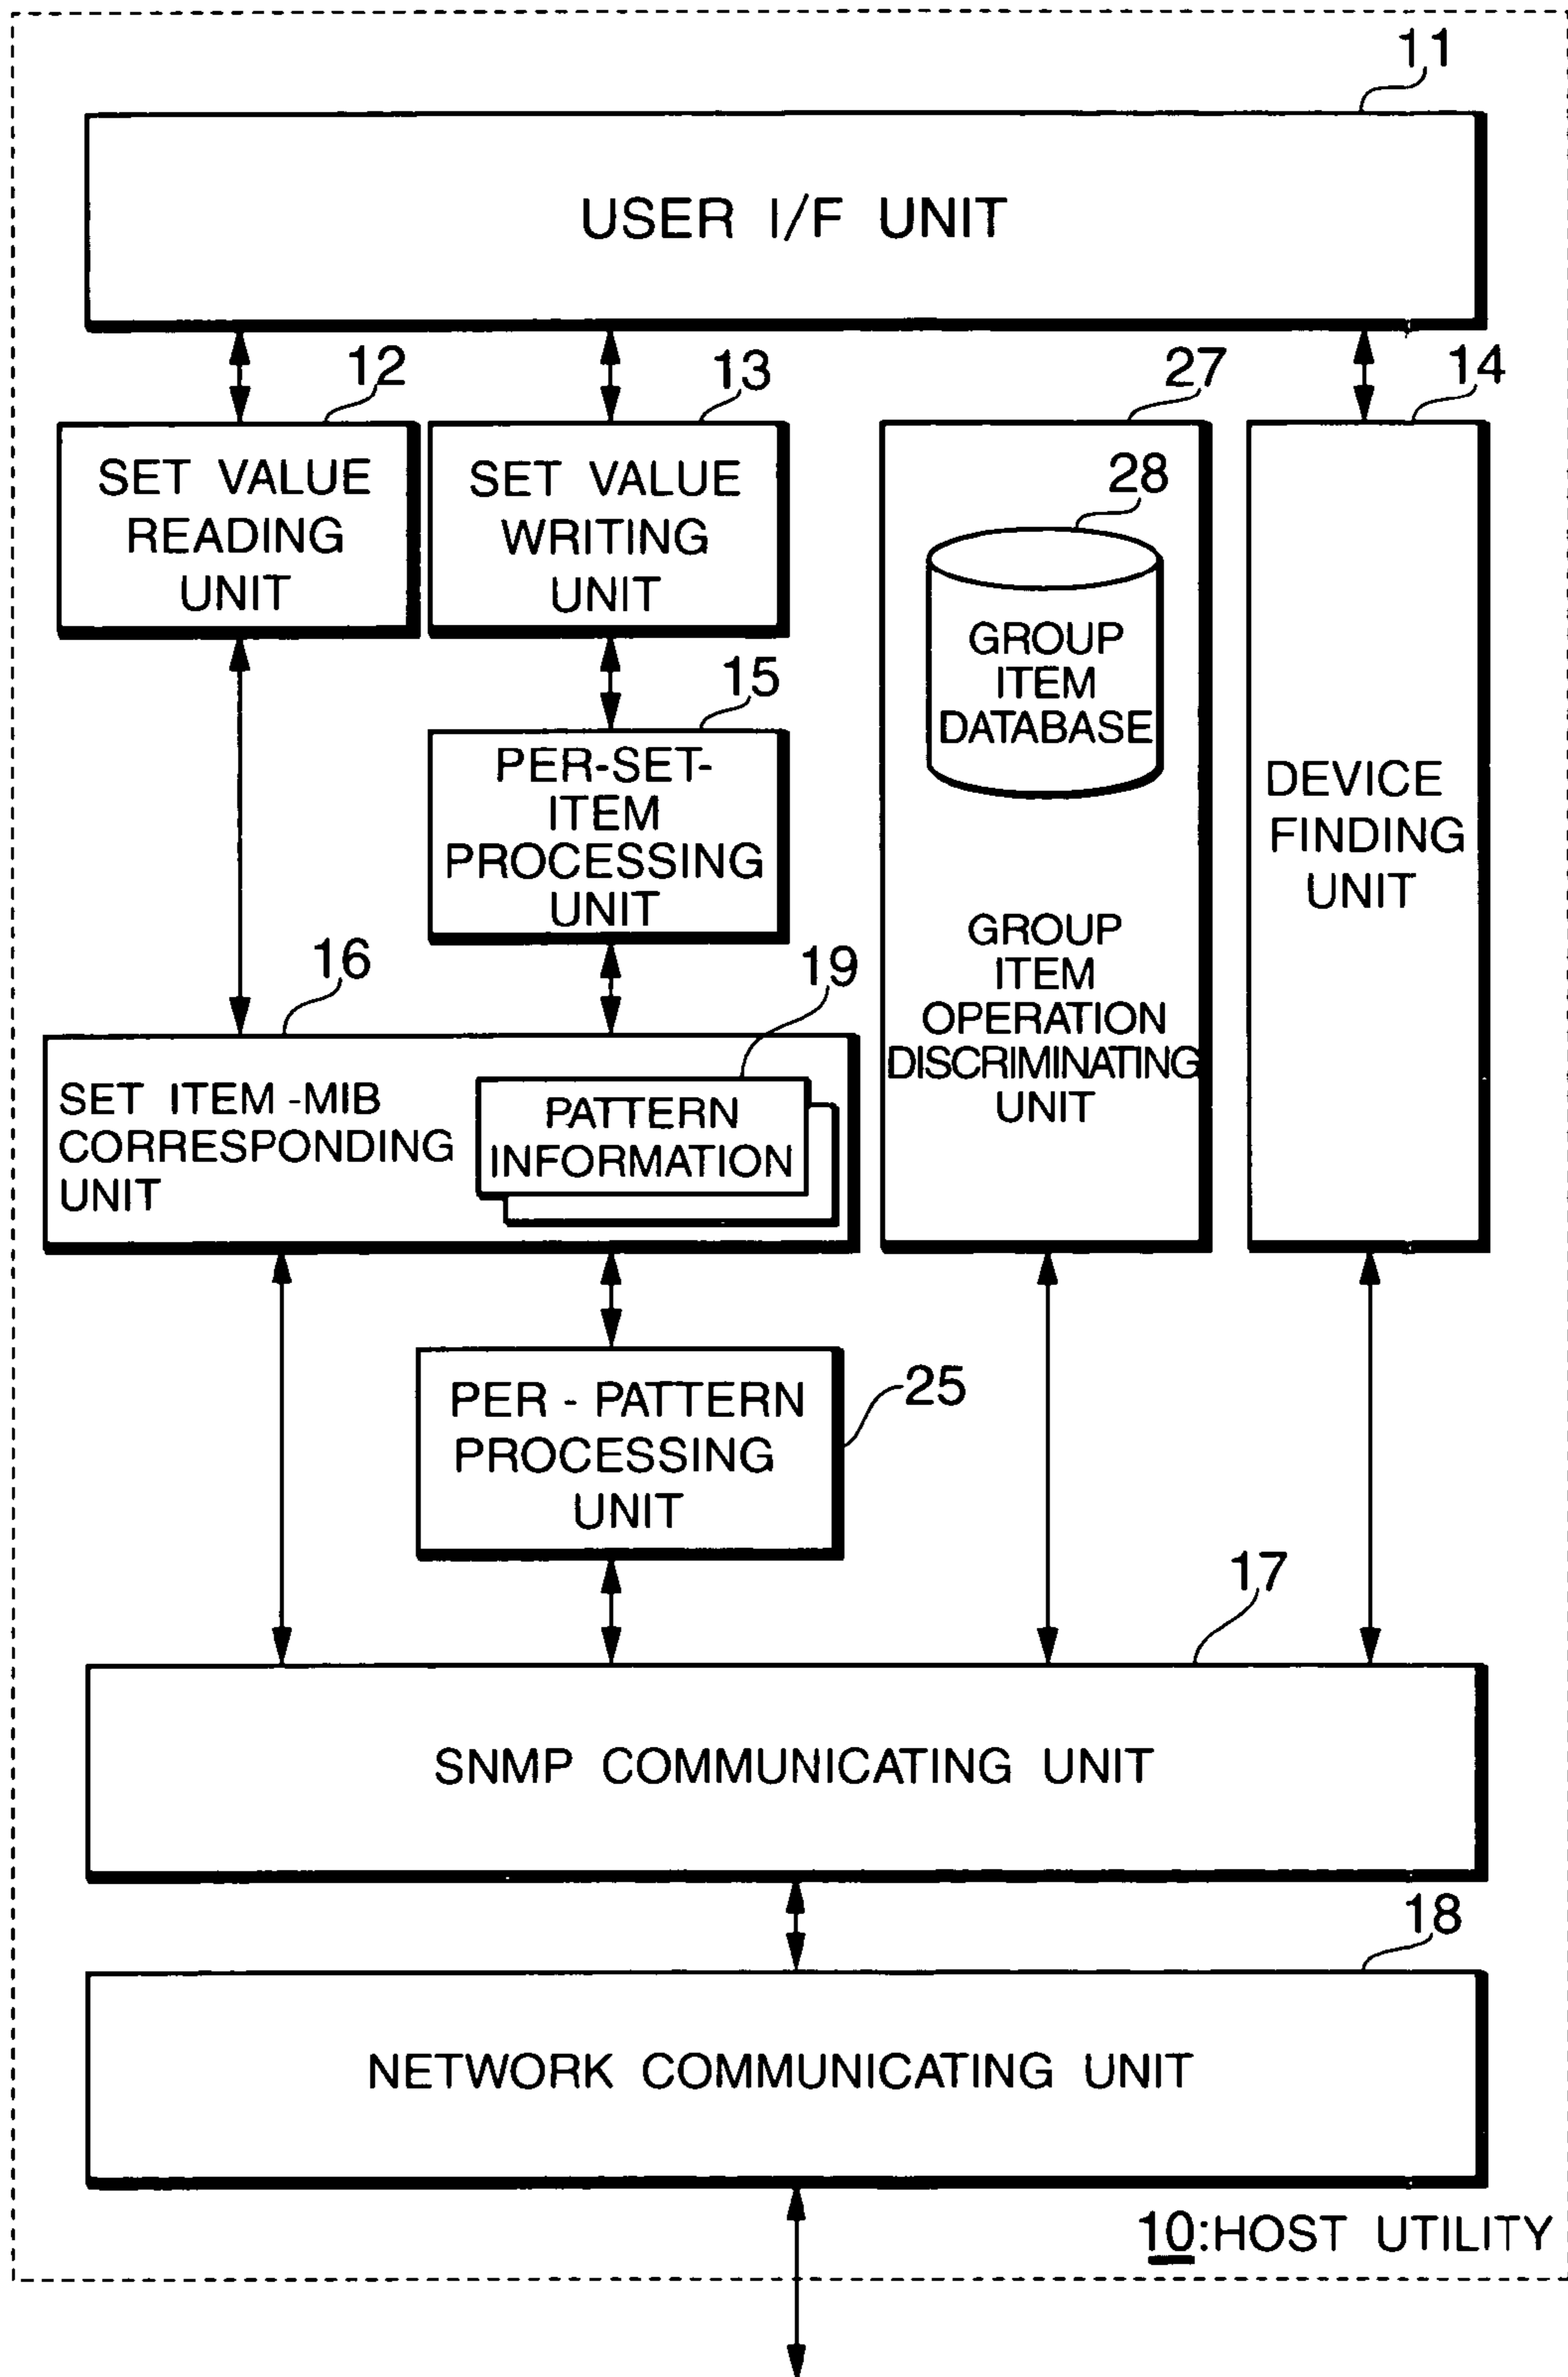 11
USER I/F UNIT
12
13
27
14
SET VALUE
READING
UNIT
SET VALUE
WRITING
UNIT
28
GROUP
ITEM
DATABASE
15
PER-SET-
ITEM
PROCESSING
UNIT
DEVICE
FINDING
UNIT
GROUP
ITEM
OPERATION
DISCRIMINATING
UNIT
16
19
SET ITEM -MIB
CORRESPONDING
UNIT
PATTERN
INFORMATION
PER - PATTERN
PROCESSING
UNIT
25
17
SNMP COMMUNICATING UNIT
18
NETWORK COMMUNICATING UNIT
10:HOST UTILITY